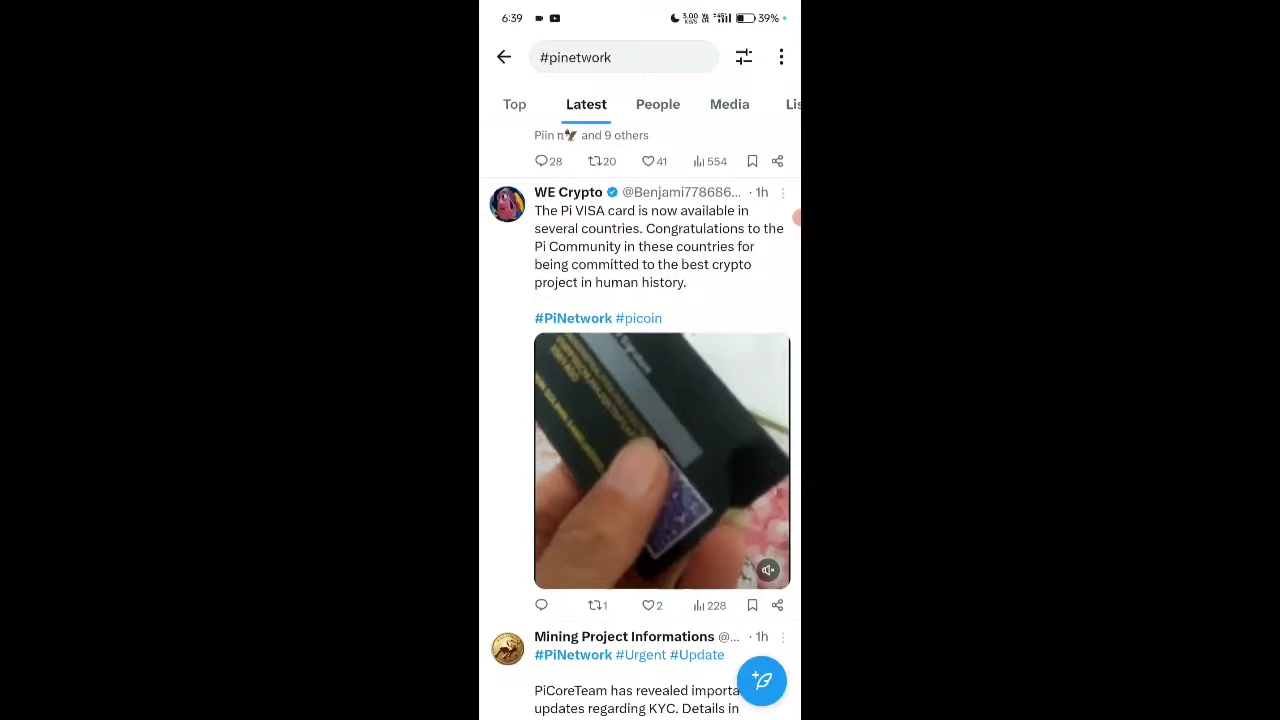 6:39
3.00
39%
#pinetwork
Top Latest People Media Lis
Piin π🦅 and 9 others
28 20 41 554
WE Crypto @Benjami778686... · 1h
The Pi VISA card is now available in
several countries. Congratulations to the
Pi Community in these countries for
being committed to the best crypto
project in human history.
#PiNetwork #picoin
1 2 228
Mining Project Informations @... · 1h
#PiNetwork #Urgent #Update
PiCoreTeam has revealed importa
updates regarding KYC. Details in